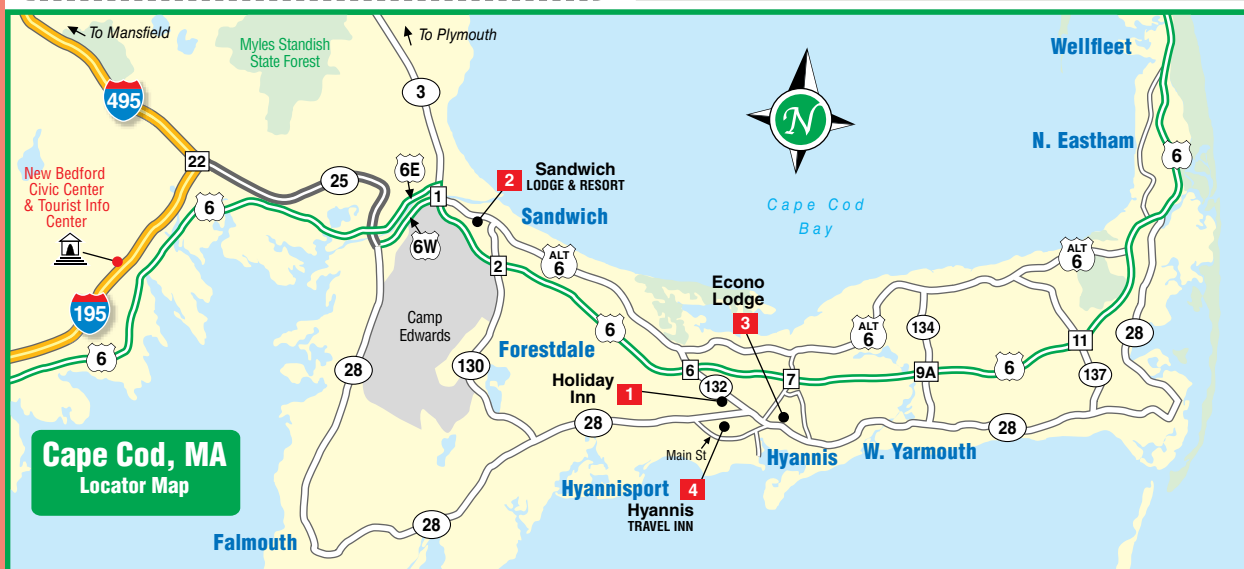 To Mansfield
To Plymouth
Myles Standish
State Forest
Wellfleet
495
3
N. Eastham
22
6E
6
New Bedford
Civic Center
& Tourist Info
Center
25
1
2
Sandwich
LODGE & RESORT
N
6
Sandwich
Cape Cod
Bay
6W
ALT
6
ALT
6
2
Econo
Lodge
195
Camp
Edwards
3
6
ALT
6
134
28
11
6
Forestdale
28
130
6
7
9A
6
137
Holiday
Inn
1
132
28
28
Main St
Hyannis
W. Yarmouth
Cape Cod, MA
Locator Map
Hyannisport
4
Hyannis
TRAVEL INN
28
Falmouth